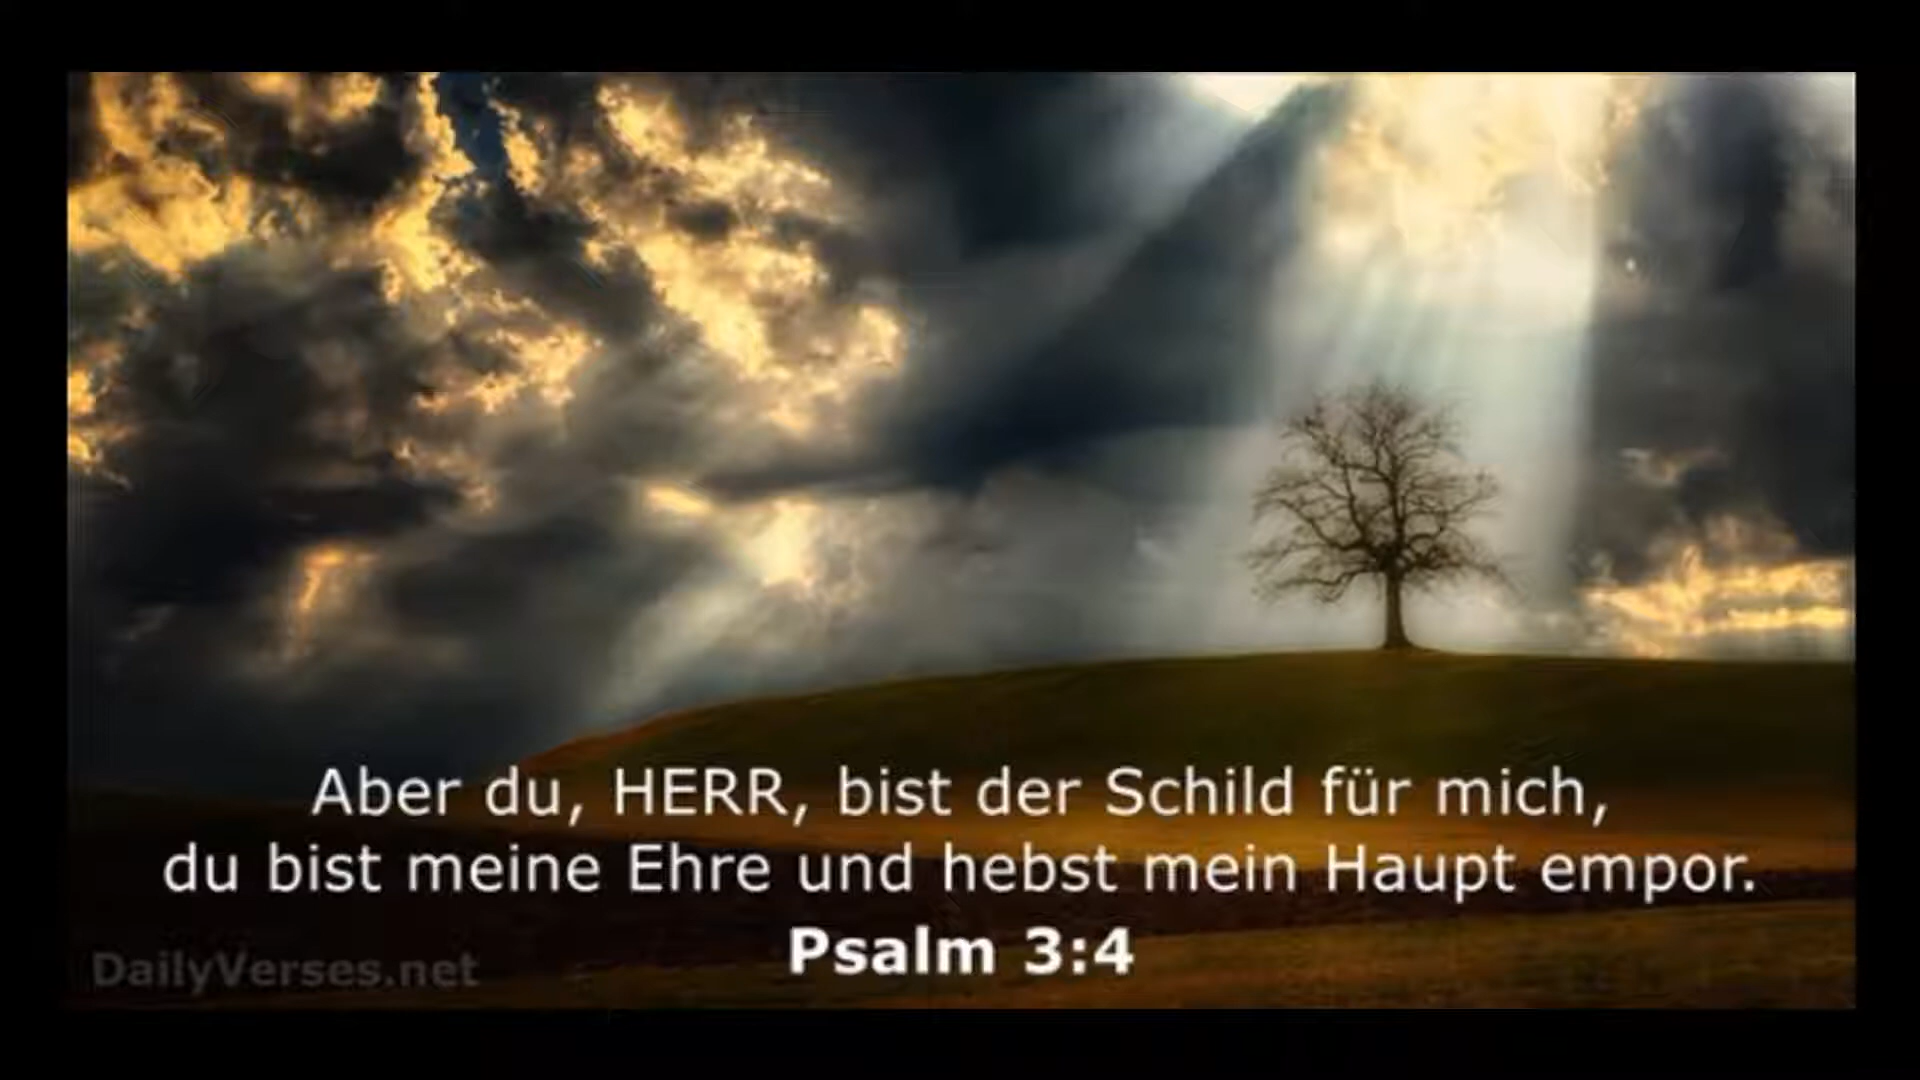 Aber du, HERR, bist der Schild für mich,
du bist meine Ehre und hebst mein Haupt empor.
Psalm 3:4
DailyVerses.net